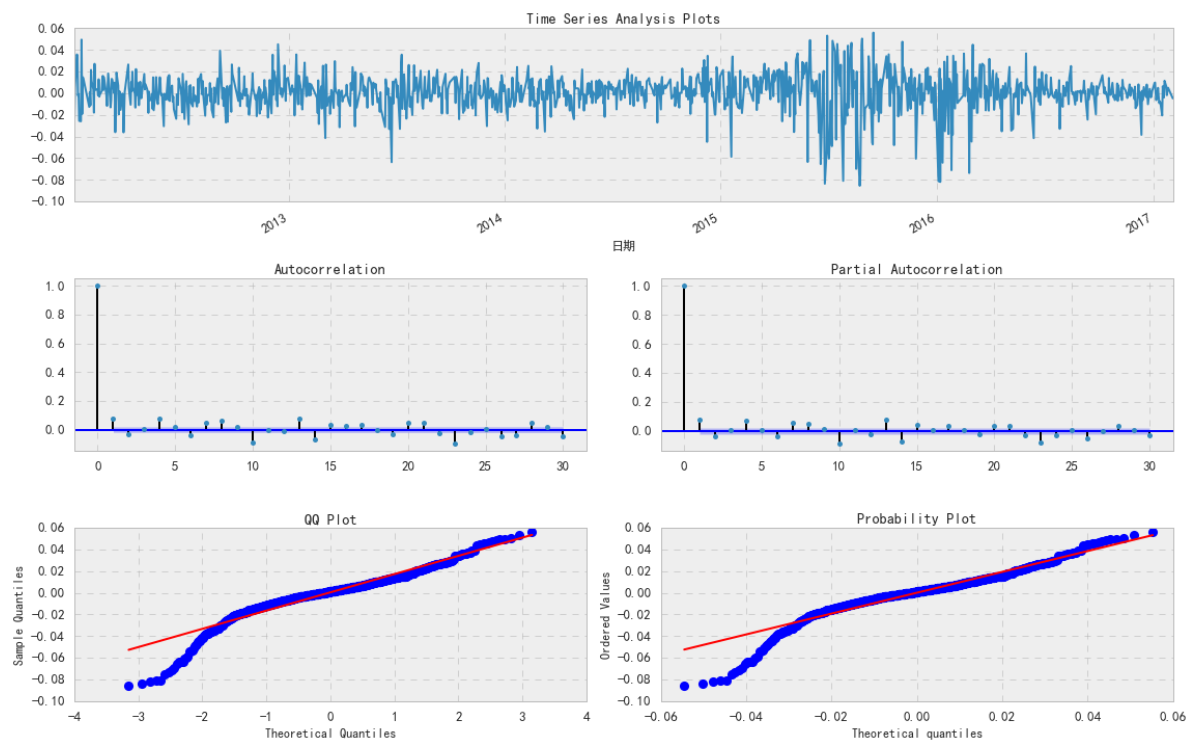 Time Series Analysis Plots
0.06
0.04
0.02
0.00
-0.02
-0.04
-0.06
-0.08
-0.10
2013 2014 2015 2016 2017
日期
Autocorrelation
1.0
0.8
0.6
0.4
0.2
0.0
0 5 10 15 20 25 30
Partial Autocorrelation
1.0
0.8
0.6
0.4
0.2
0.0
0 5 10 15 20 25 30
QQ Plot
Sample Quantiles
0.06
0.04
0.02
0.00
-0.02
-0.04
-0.06
-0.08
-0.10
-4 -3 -2 -1 0 1 2 3 4
Theoretical Quantiles
Probability Plot
Ordered Values
0.06
0.04
0.02
0.00
-0.02
-0.04
-0.06
-0.08
-0.10
-0.06 -0.04 -0.02 0.00 0.02 0.04 0.06
Theoretical quantiles